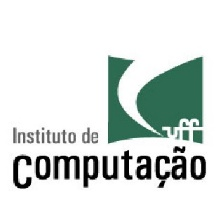 uff
Instituto de
Computação